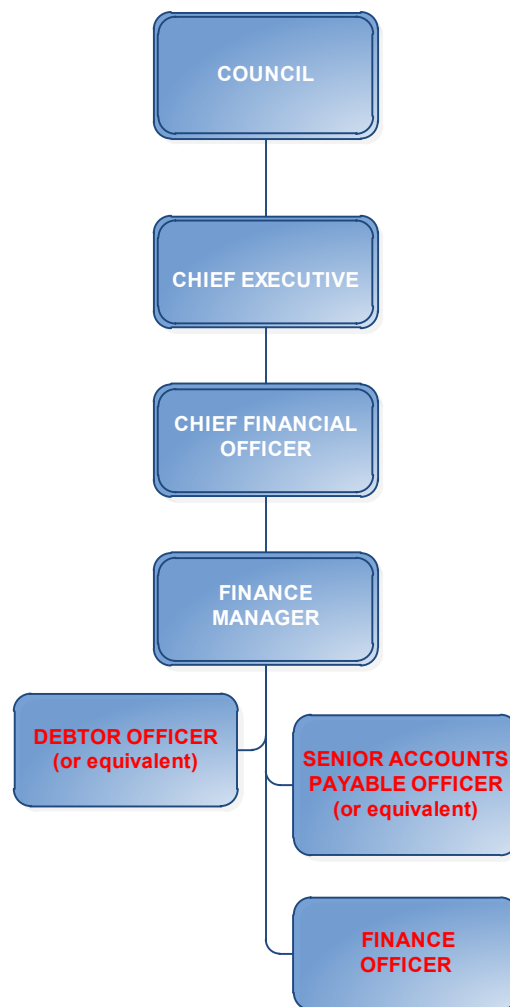 COUNCIL
CHIEF EXECUTIVE
CHIEF FINANCIAL
OFFICER
FINANCE
MANAGER
DEBTOR OFFICER
(or equivalent)
SENIOR ACCOUNTS
PAYABLE OFFICER
(or equivalent)
FINANCE
OFFICER